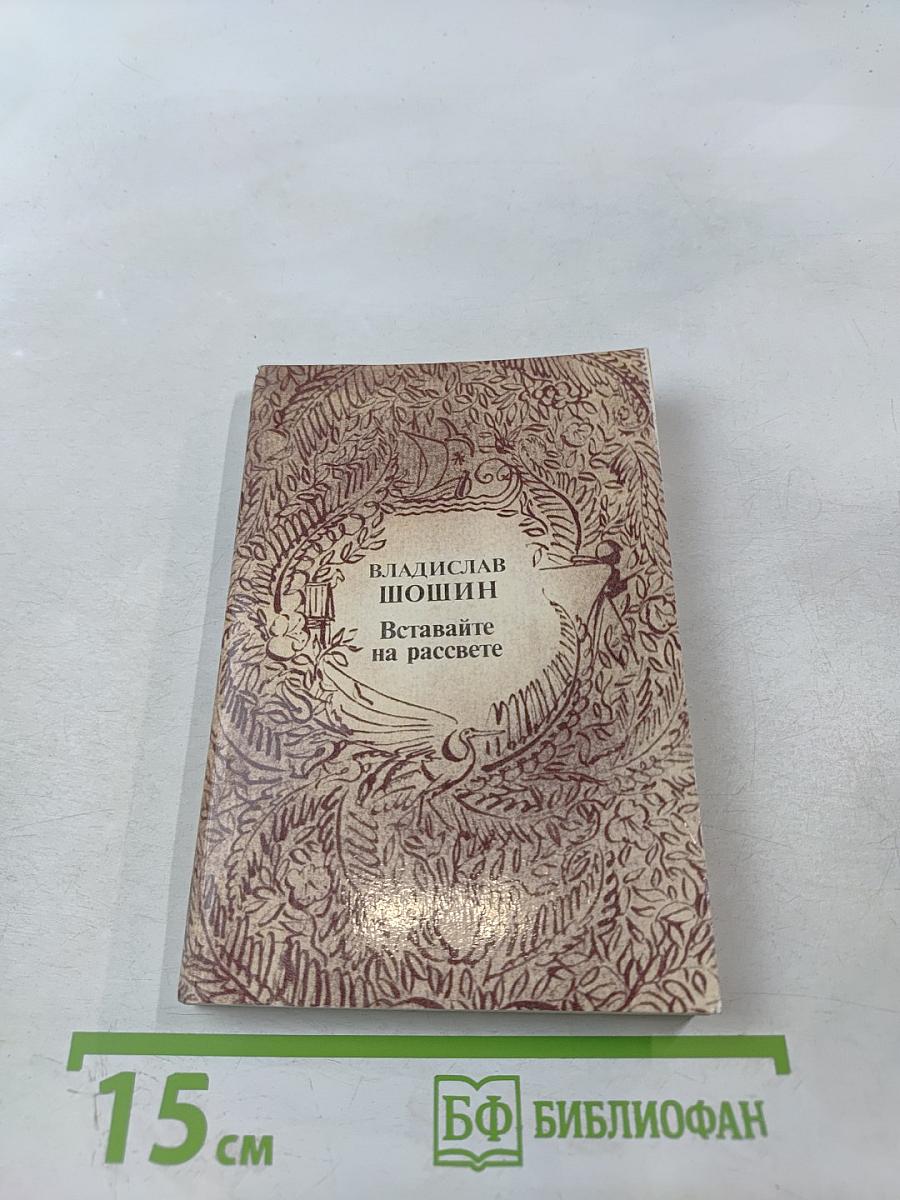 ВЛАДИСЛАВ
ШОШИН
Вставайте
на рассвете
15 см
БФ БИБЛИОФАН